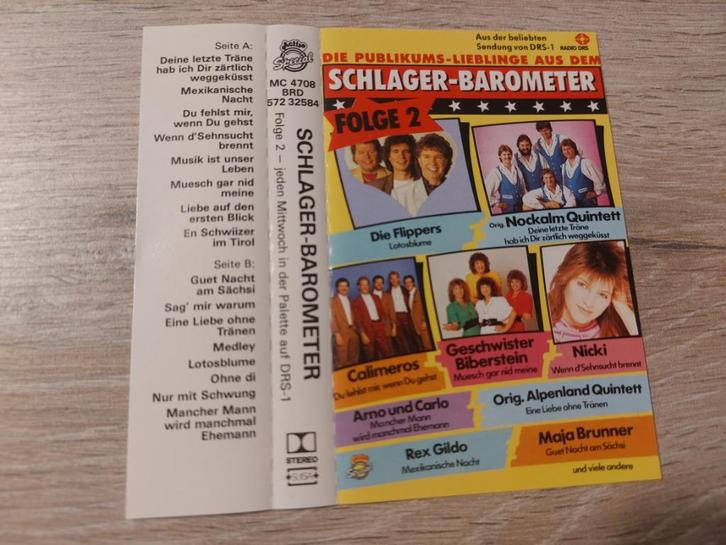 Seite A:
Deine letzte Träne
hab ich Dir zärtlich
weggeküsst
Mexikanische
Nacht
Du fehlst mir,
wenn Du gehst
Wenn d'Sehnsucht
brennt
Musik ist unser
Leben
Muesch gar nid
meine
Liebe auf den
ersten Blick
En Schwiizer
im Tirol
Seite B:
Guet Nacht
am Sächsi
Sag' mir warum
Eine Liebe ohne
Tränen
Medley
Lotosblume
Ohne di
Nur mit Schwung
Mancher Mann
wird manchmal
Ehemann
Activ
Special
MC 4708
BRD
572 32584
SCHLAGER-BAROMETER
Folge 2 – jeden Mittwoch in der Palette auf DRS-1
STEREO
SJSA
Aus der beliebten
Sendung von DRS-1
RADIO DRS
DIE PUBLIKUMS-LIEBLINGE AUS DEM
SCHLAGER-BAROMETER
FOLGE 2
Die Flippers
Lotosblume
Orig. Nockalm Quintett
Deine letzte Träne
hab ich Dir zärtlich weggeküsst
Calimeros
Du fehlst mir, wenn Du gehst
Geschwister
Biberstein
Muesch gar nid meine
Nicki
Wenn d'Sehnsucht brennt
Arno und Carlo
Mancher Mann
wird manchmal Ehemann
Orig. Alpenland Quintett
Eine Liebe ohne Tränen
Rex Gildo
Mexikanische Nacht
Maja Brunner
Guet Nacht am Sächsi
und viele andere